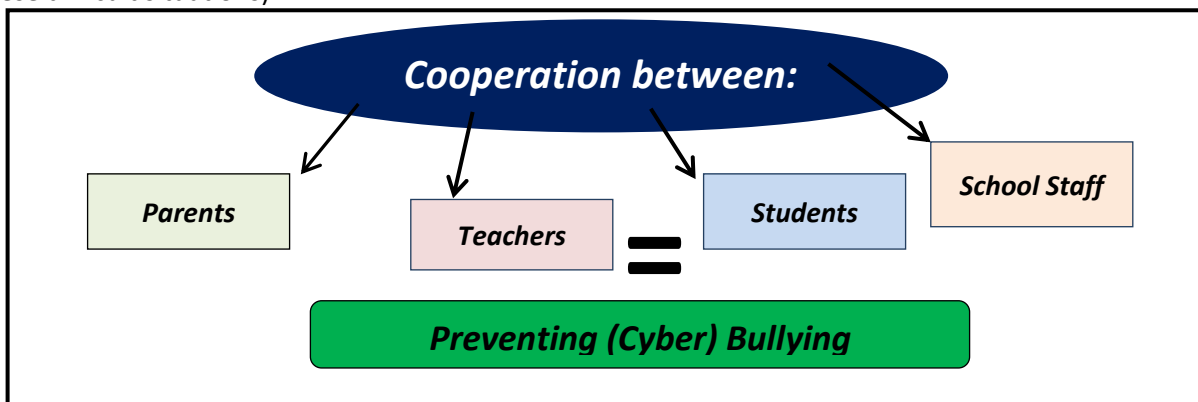 Cooperation between:
Parents
Teachers
Students
School Staff
=
Preventing (Cyber) Bullying